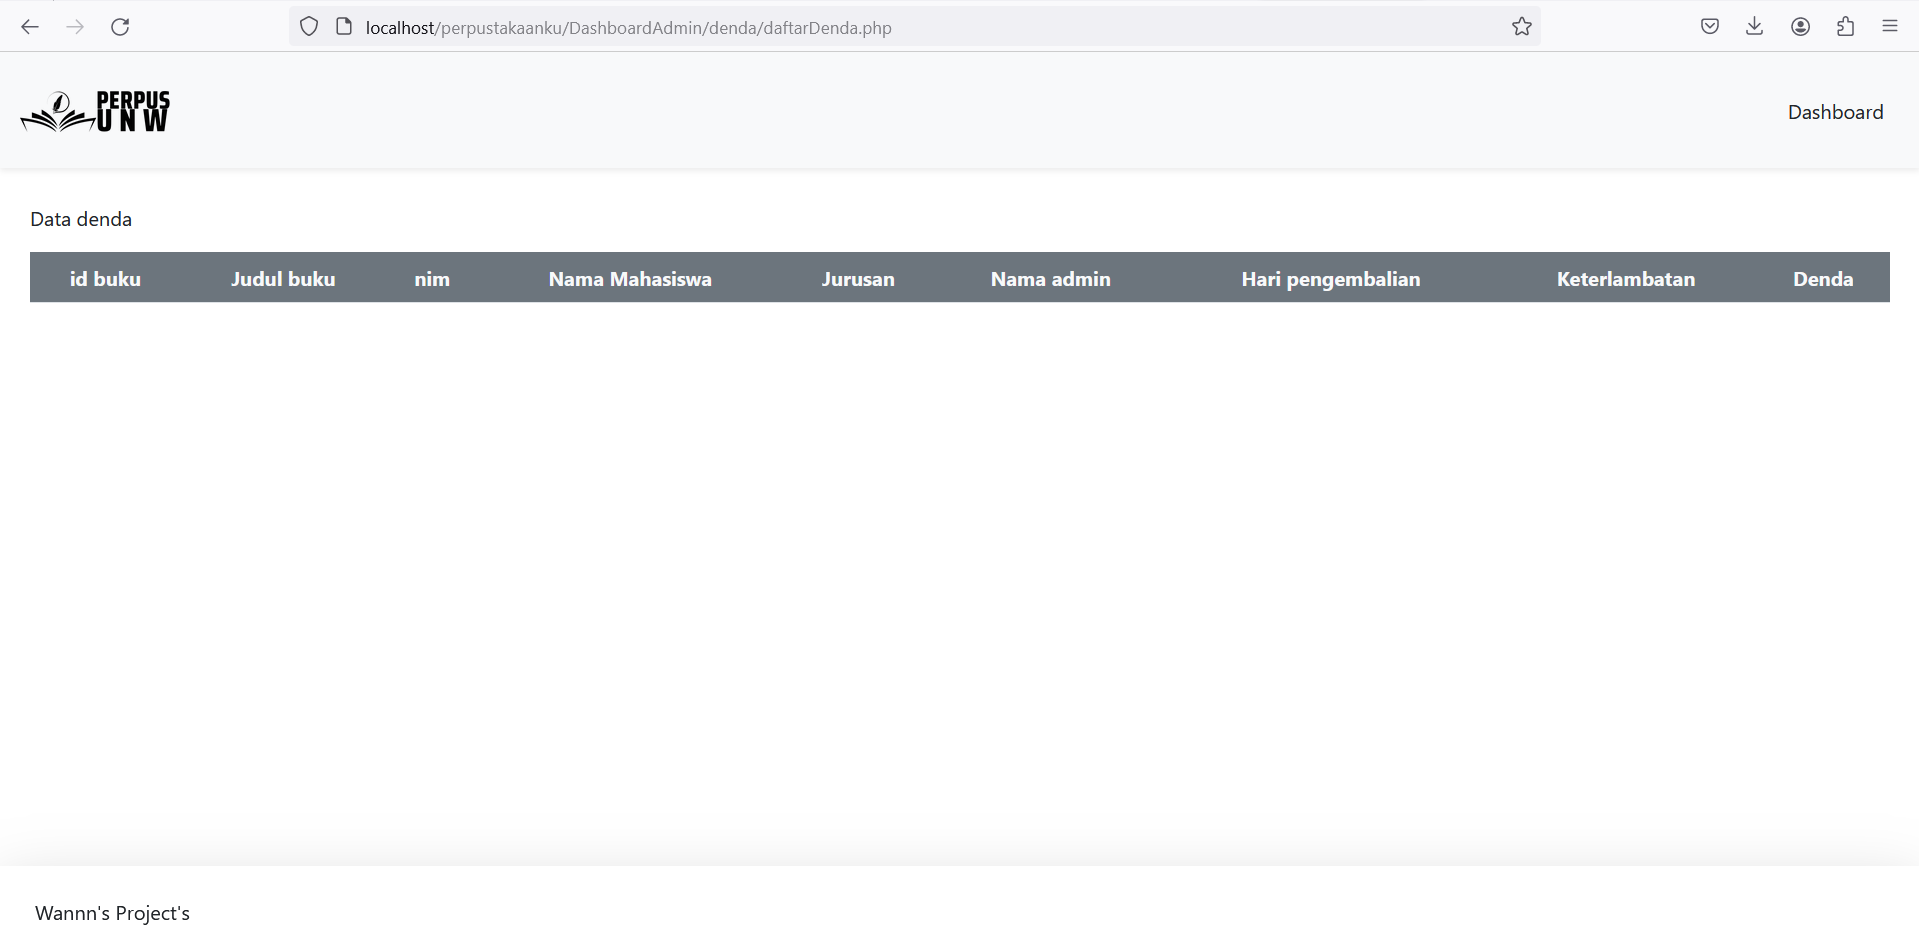 localhost/perpustakaanku/DashboardAdmin/denda/daftarDenda.php
PERPUS
UNW
Dashboard
Data denda
id buku Judul buku nim Nama Mahasiswa Jurusan Nama admin Hari pengembalian Keterlambatan Denda
Wannn's Project's